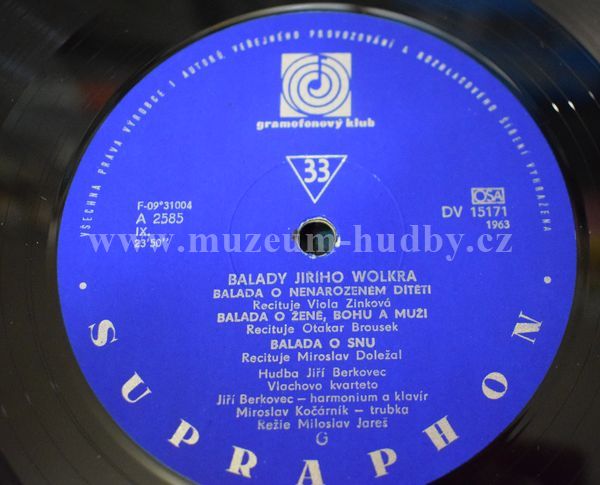 VŠECHNA PRÁVA VÝROBCE I AUTORŮ VEŘEJNÉHO PROVOZOVÁNÍ A ROZHLASOVÉHO ŠÍŘENÍ VYHRAŽENA
gramofonový klub
33
F-09*31004
A 2585
IX.
23'50"
OSA
DV 15171
1963
www.muzeum-hudby.cz
BALADY JIŘÍHO WOLKRA
BALADA O NENAROZENÉM DÍTĚTI
Recituje Viola Zinková
BALADA O ŽENĚ, BOHU A MUŽI
Recituje Otakar Brousek
BALADA O SNU
Recituje Miroslav Doležal
Hudba Jiří Berkovec
Vlachovo kvarteto
Jiří Berkovec – harmonium a klavír
Miroslav Kočárník – trubka
Režie Miloslav Jareš
G
• SUPRAPHON •